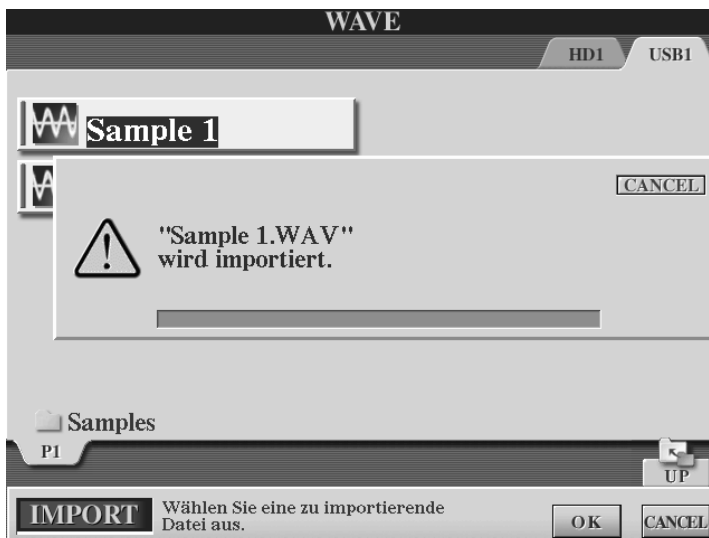 WAVE
HD1 USB1
Sample 1
CANCEL
"Sample 1.WAV"
wird importiert.
Samples
P1
UP
IMPORT
Wählen Sie eine zu importierende
Datei aus.
OK CANCEL